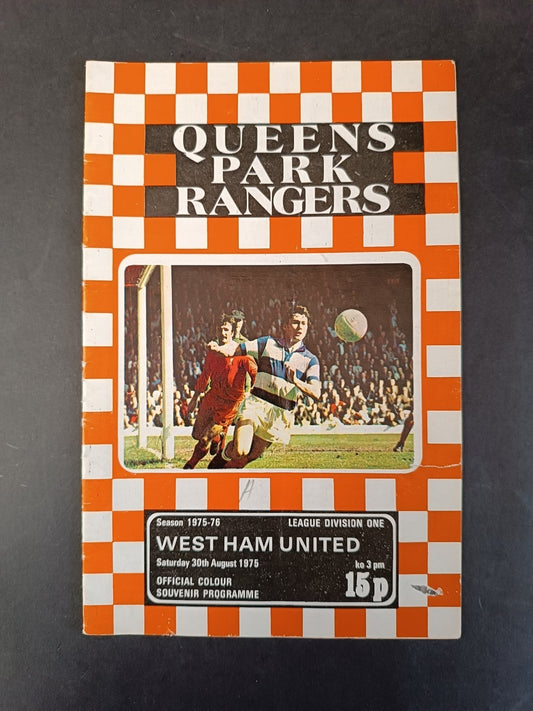 QUEENS
PARK
RANGERS
Season 1975-76 LEAGUE DIVISION ONE
WEST HAM UNITED
Saturday 30th August 1975 ko 3 pm
OFFICIAL COLOUR 15p
SOUVENIR PROGRAMME